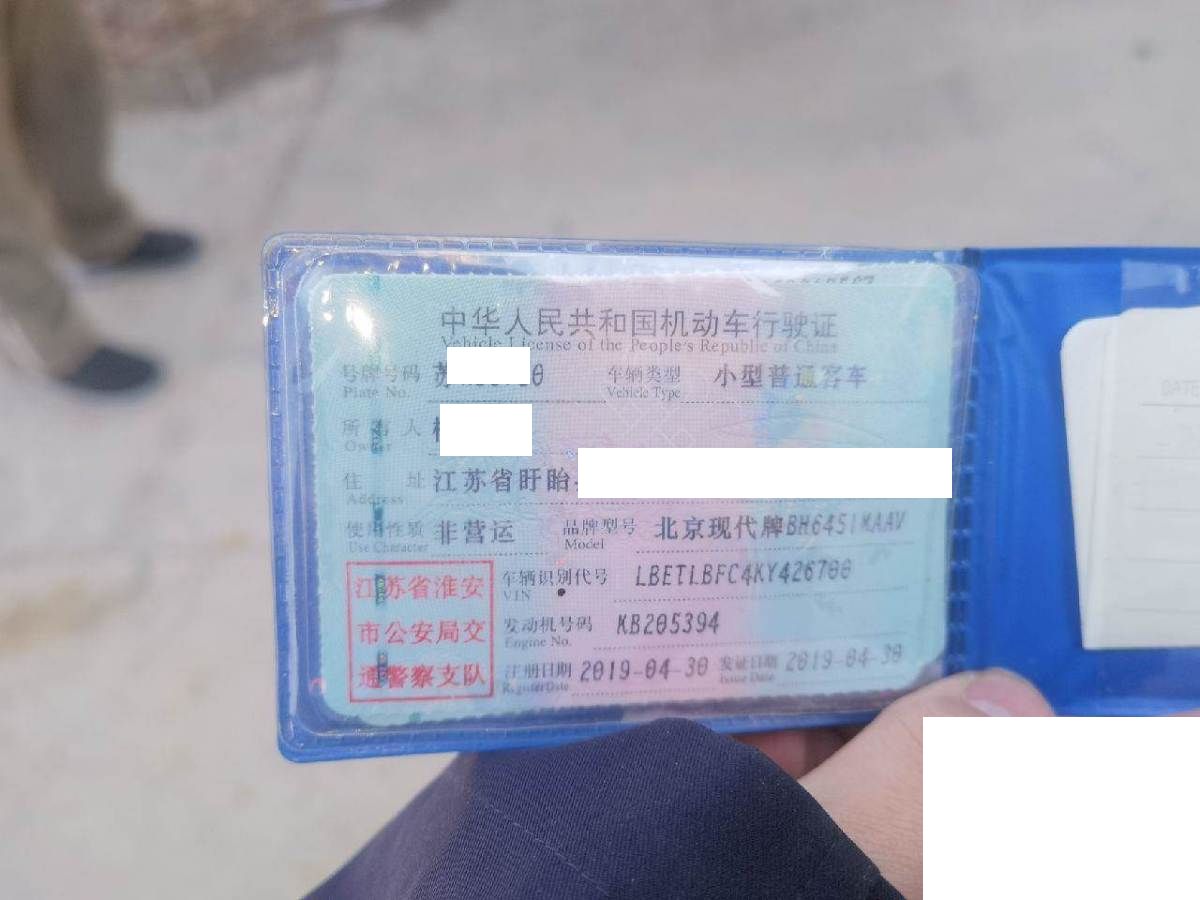 中华人民共和国机动车行驶证
Vehicle License of the People's Republic of China
号牌号码 苏 0 车辆类型 小型普通客车
Plate No. Vehicle Type
所有人
Owner
住址 江苏省盱眙
Address
使用性质 非营运 品牌型号 北京现代牌BH6451MAAV
Use Character Model
江苏省淮安 车辆识别代号 LBETLBFC4KY426700
VIN
市公安局交 发动机号码 KB205394
Engine No.
通警察支队 注册日期 2019-04-30 发证日期 2019-04-30
Register Date Issue Date